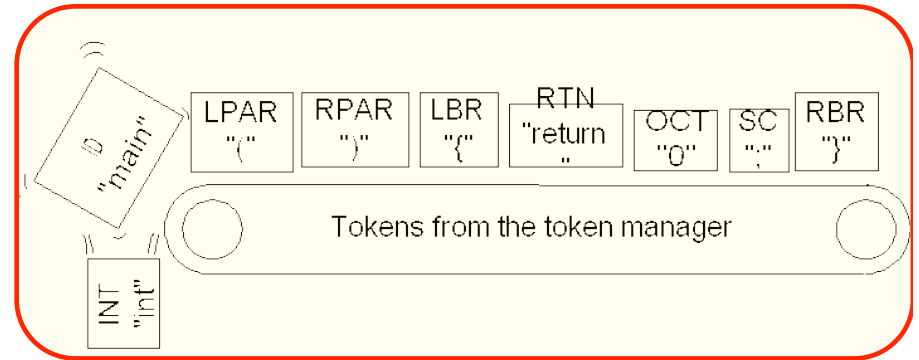 ID
"main"
LPAR
"("
RPAR
")"
LBR
"{"
RTN
"return
"
OCT
"0"
SC
";"
RBR
"}"
Tokens from the token manager
INT
"int"